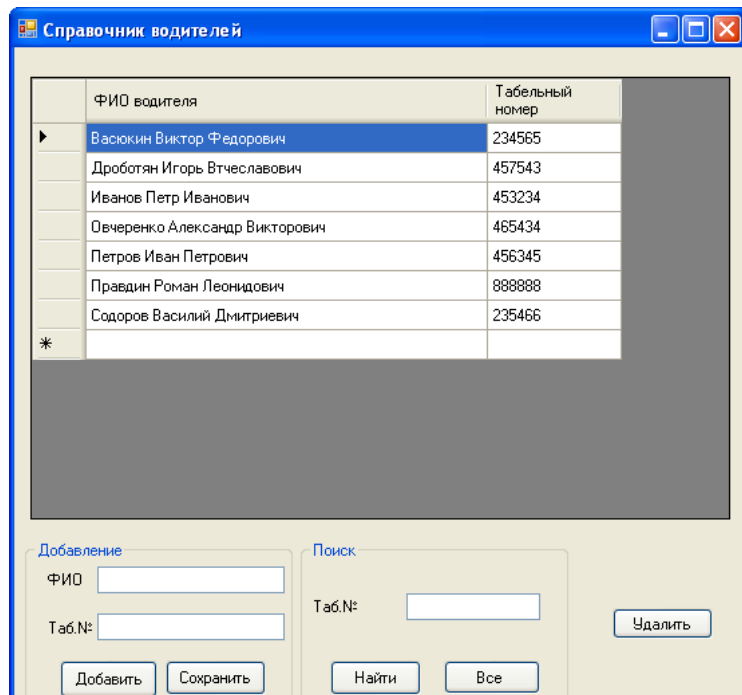 Справочник водителей
ФИО водителя Табельный номер
Васюкин Виктор Федорович 234565
Дроботян Игорь Втчеславович 457543
Иванов Петр Иванович 453234
Овчеренко Александр Викторович 465434
Петров Иван Петрович 456345
Правдин Роман Леонидович 888888
Содоров Василий Дмитриевич 235466
Добавление Поиск
ФИО
Таб.№ Таб.№
Удалить
Добавить Сохранить Найти Все